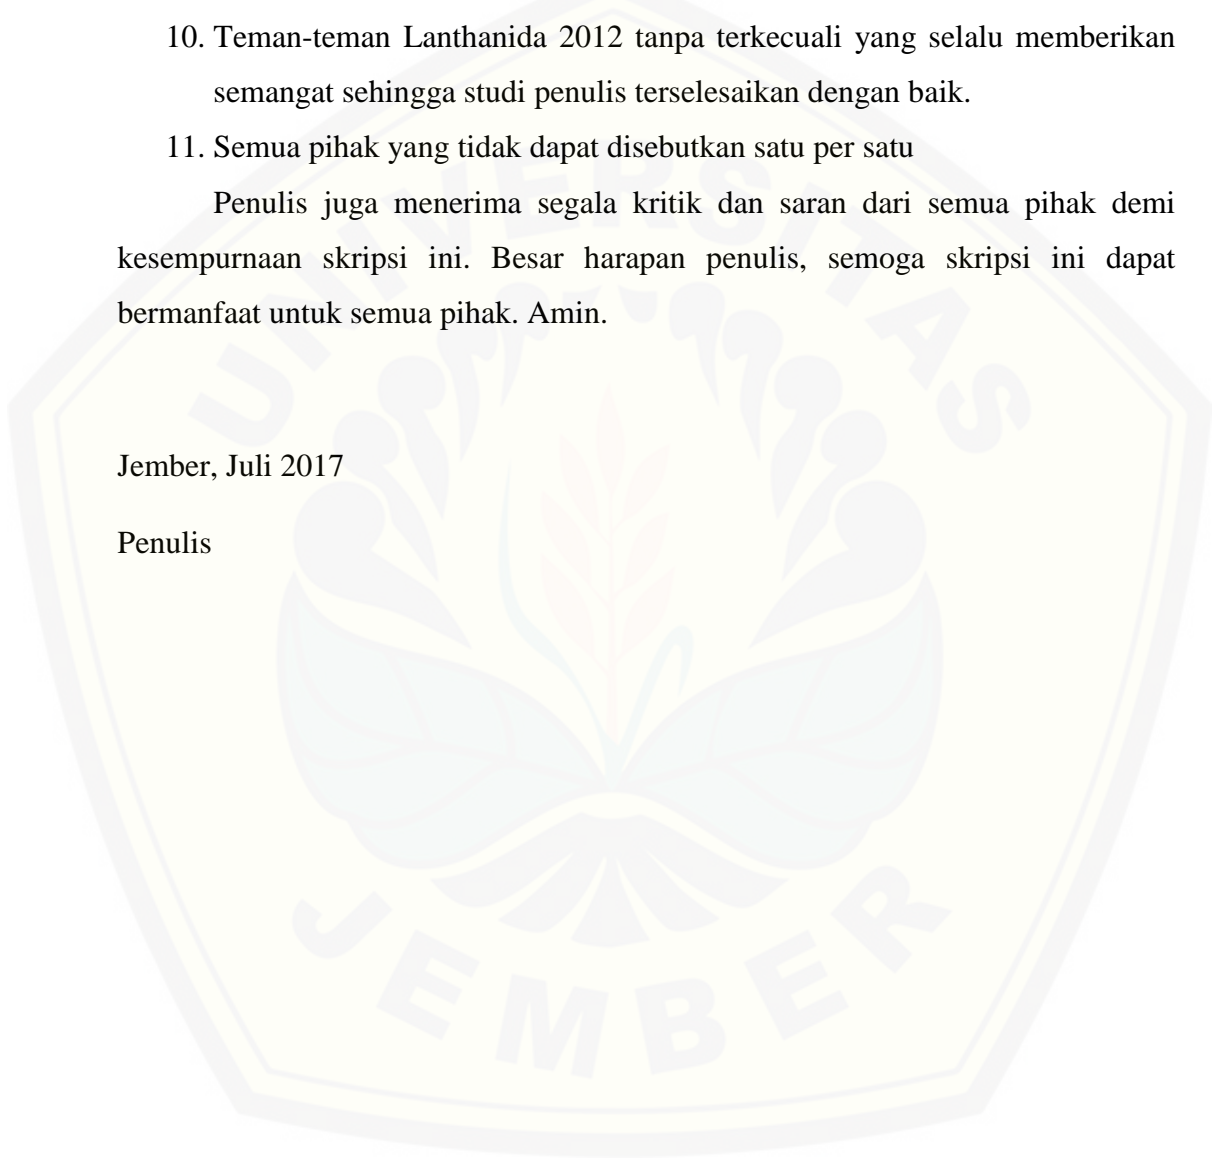 10. Teman-teman Lanthanida 2012 tanpa terkecuali yang selalu memberikan
semangat sehingga studi penulis terselesaikan dengan baik.
11. Semua pihak yang tidak dapat disebutkan satu per satu
Penulis juga menerima segala kritik dan saran dari semua pihak demi
kesempurnaan skripsi ini. Besar harapan penulis, semoga skripsi ini dapat
bermanfaat untuk semua pihak. Amin.
Jember, Juli 2017
Penulis
UNIVERSITAS
JEMBER